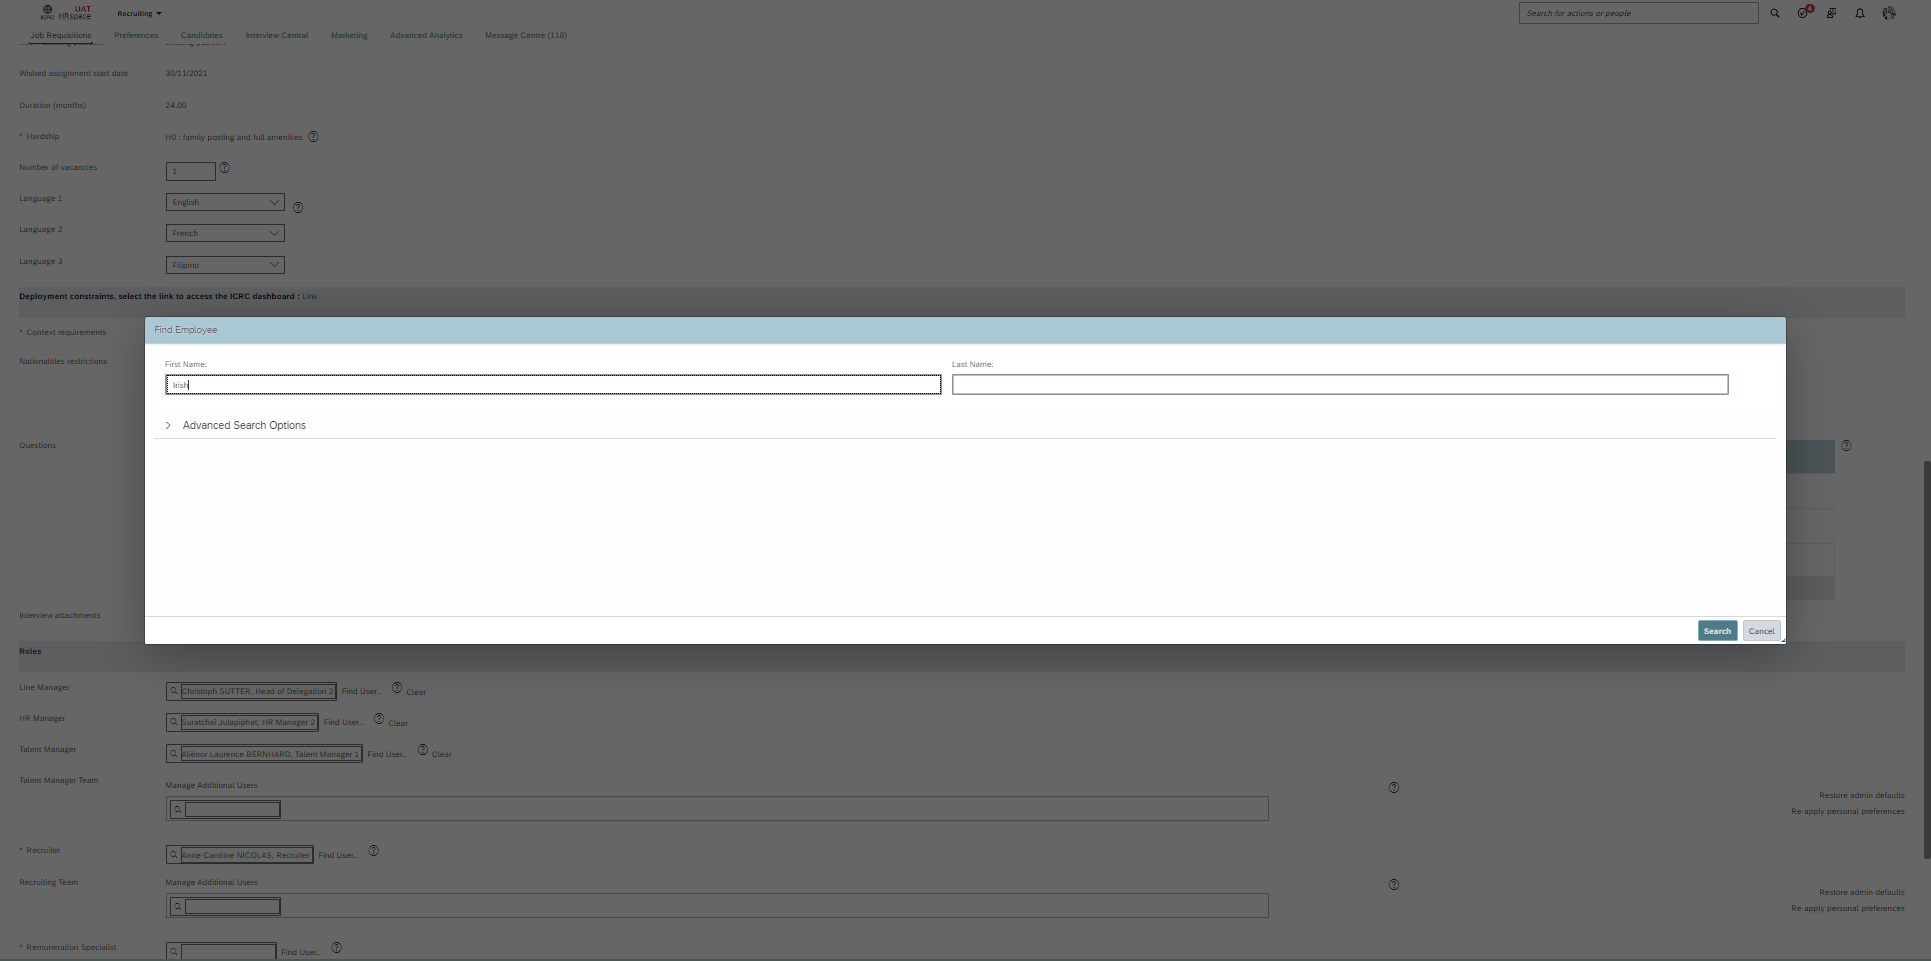 UAT
ICRC HRspace
Recruiting
Search for actions or people
4
Job Requisitions Preferences Candidates Interview Central Marketing Advanced Analytics Message Centre (118)
Wished assignment start date 30/11/2021
Duration (months) 24.00
* Hardship H0 : family posting and full amenities
Number of vacancies 1
Language 1 English
Language 2 French
Language 3 Filipino
Deployment constraints, select the link to access the ICRC dashboard : Link
Find Employee
* Context requirements
Nationalities restrictions
First Name: Last Name:
Irish
Advanced Search Options
Questions
Interview attachments
Search Cancel
Roles
Line Manager Christoph SUTTER, Head of Delegation 2 Find User... Clear
HR Manager Suratchai Julapiphat, HR Manager 2 Find User... Clear
Talent Manager Aliénor Laurence BERNHARD, Talent Manager 1 Find User... Clear
Talent Manager Team Manage Additional Users
Restore admin defaults
Re-apply personal preferences
* Recruiter Anne-Caroline NICOLAS, Recruiter Find User...
Recruiting Team Manage Additional Users
Restore admin defaults
Re-apply personal preferences
* Remuneration Specialist Find User...